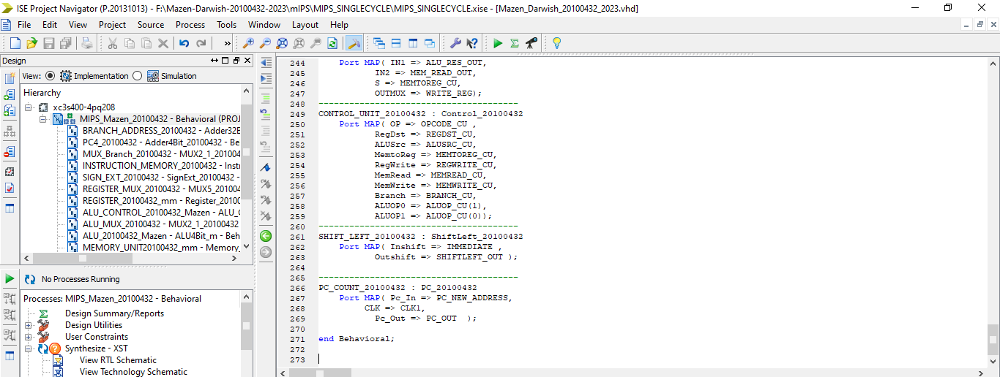 ISE Project Navigator (P.20131013) - F:\Mazen-Darwish-20100432-2023\mIPS\MIPS_SINGLECYCLE\MIPS_SINGLECYCLE.xise - [Mazen_Darwish_20100432_2023.vhd]
File Edit View Project Source Process Tools Window Layout Help
»
Design
View: Implementation Simulation
Hierarchy
xc3s400-4pq208
MIPS_Mazen_20100432 - Behavioral (PROJ
BRANCH_ADDRESS_20100432 - Adder32B
PC4_20100432 - Adder4Bit_20100432 - Be
MUX_Branch_20100432 - MUX2_1_201004
INSTRUCTION_MEMORY_20100432 - Instr
SIGN_EXT_20100432 - SignExt_20100432 -
REGISTER_MUX_20100432 - MUX5_201004
REGISTER_20100432_mm - Register_20100
ALU_CONTROL_20100432_Mazen - ALU_C
ALU_MUX_20100432 - MUX2_1_20100432
ALU_20100432_Mazen - ALU4Bit_m - Beh
MEMORY_UNIT20100432_mm - Memory_
No Processes Running
Processes: MIPS_Mazen_20100432 - Behavioral
Design Summary/Reports
Design Utilities
User Constraints
Synthesize - XST
View RTL Schematic
View Technology Schematic
244 Port MAP( IN1 => ALU_RES_OUT,
245 IN2 => MEM_READ_OUT,
246 S => MEMTOREG_CU,
247 OUTMUX => WRITE_REG);
248 ---------------------------------------
249 CONTROL_UNIT_20100432 : Control_20100432
250 Port MAP( OP => OPCODE_CU ,
251 RegDst => REGDST_CU,
252 ALUSrc => ALUSRC_CU,
253 MemtoReg => MEMTOREG_CU,
254 RegWrite => REGWRITE_CU,
255 MemRead => MEMREAD_CU,
256 MemWrite => MEMWRITE_CU,
257 Branch => BRANCH_CU,
258 ALUOP0 => ALUOP_CU(1),
259 ALUOP1 => ALUOP_CU(0));
260 ---------------------------------------
261 SHIFT_LEFT_20100432 : ShiftLeft_20100432
262 Port MAP( Inshift => IMMEDIATE ,
263 Outshift => SHIFTLEFT_OUT );
264
265 ---------------------------------------
266 PC_COUNT_20100432 : PC_20100432
267 Port MAP( Pc_In => PC_NEW_ADDRESS,
268 CLK => CLK1,
269 Pc_Out => PC_OUT );
270
271 end Behavioral;
272
273